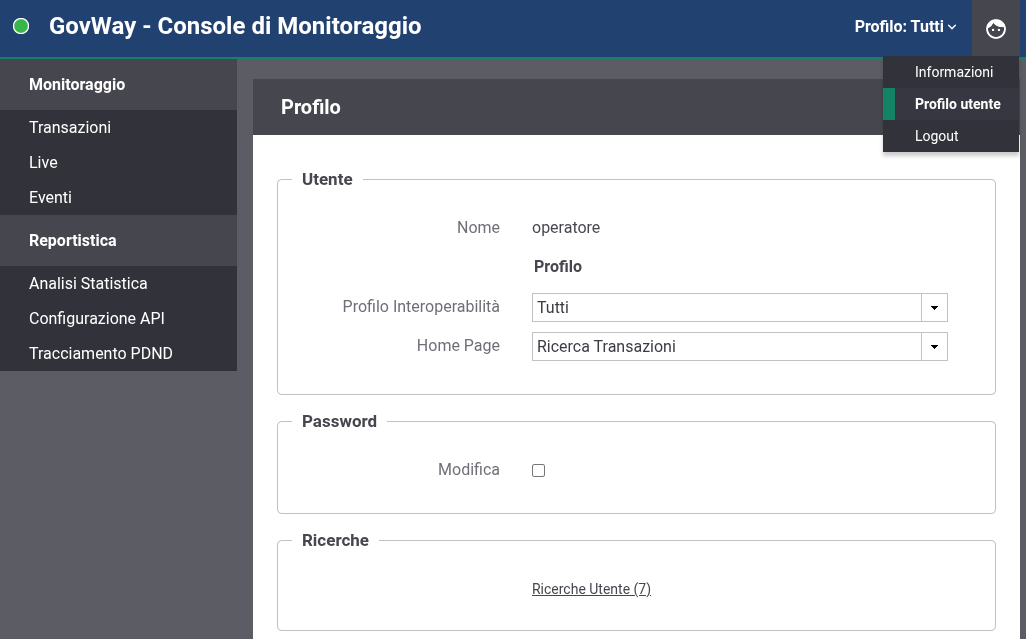 GovWay - Console di Monitoraggio
Profilo: Tutti
Informazioni
Profilo utente
Logout
Monitoraggio
Transazioni
Live
Eventi
Reportistica
Analisi Statistica
Configurazione API
Tracciamento PDND
Profilo
Utente
Nome operatore
Profilo
Profilo Interoperabilità Tutti
Home Page Ricerca Transazioni
Password
Modifica
Ricerche
Ricerche Utente (7)